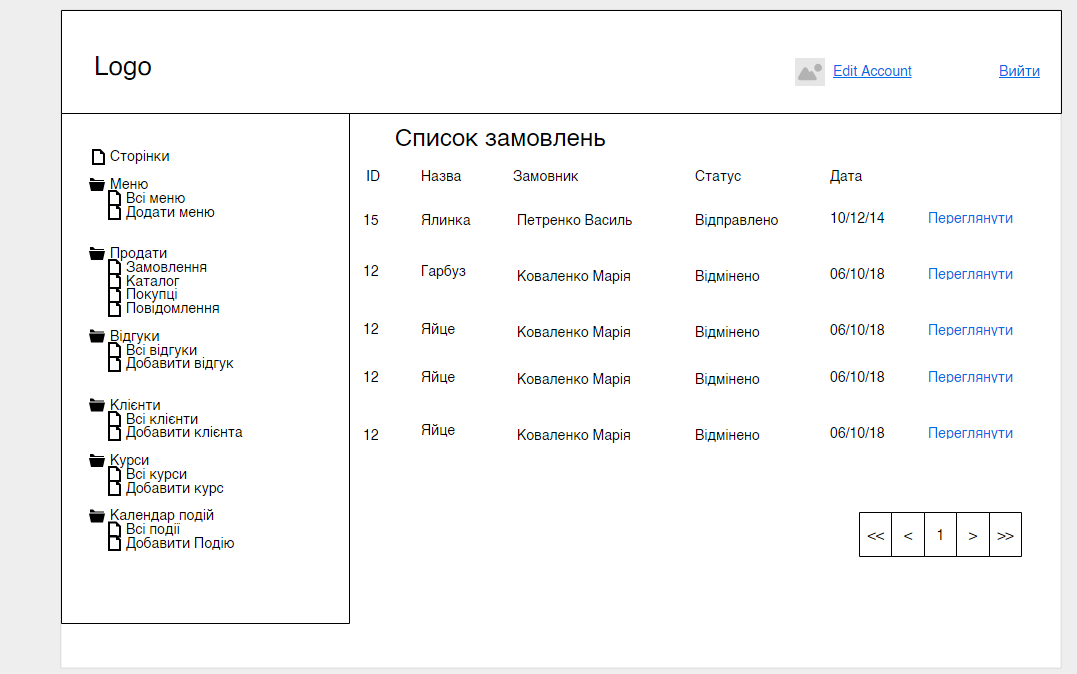 Logo
Edit Account
Вийти
Сторінки
Меню
Всі меню
Додати меню
Продати
Замовлення
Каталог
Покупці
Повідомлення
Відгуки
Всі відгуки
Добавити відгук
Клієнти
Всі клієнти
Добавити клієнта
Курси
Всі курси
Добавити курс
Календар подій
Всі події
Добавити Подію
Список замовлень
ID Назва Замовник Статус Дата
15 Ялинка Петренко Василь Відправлено 10/12/14 Переглянути
12 Гарбуз Коваленко Марія Відмінено 06/10/18 Переглянути
12 Яйце Коваленко Марія Відмінено 06/10/18 Переглянути
12 Яйце Коваленко Марія Відмінено 06/10/18 Переглянути
12 Яйце Коваленко Марія Відмінено 06/10/18 Переглянути
<< < 1 > >>